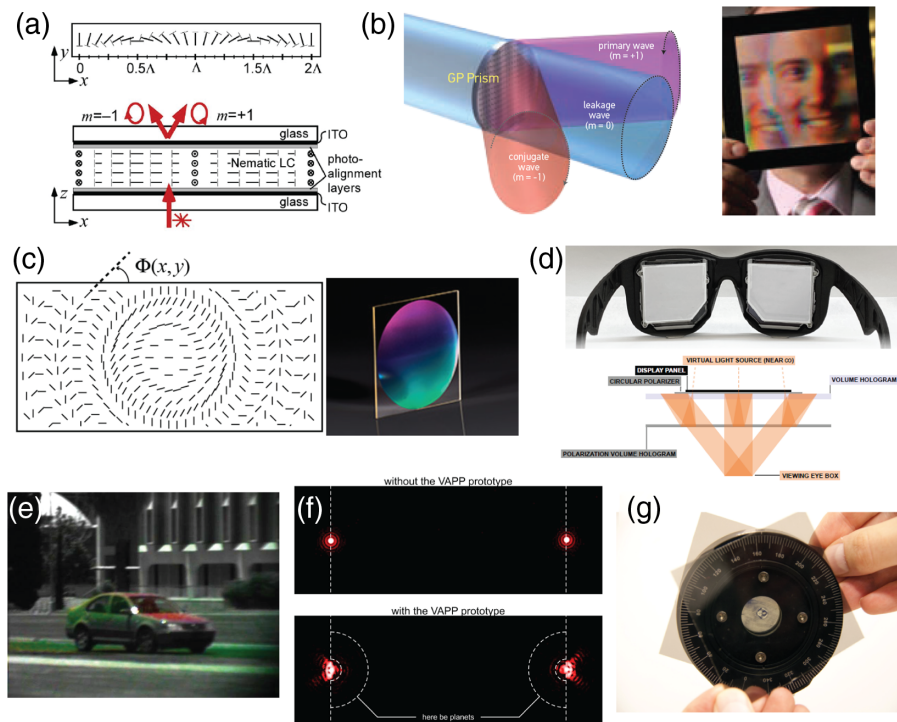 (a)
y
x
0
0.5Λ
Λ
1.5Λ
2Λ
m=–1
m=+1
glass
ITO
-Nematic LC
photo-
alignment
layers
z
x
glass
ITO
(b)
GP Prism
primary wave
(m = +1)
leakage
wave
(m = 0)
conjugate
wave
(m = -1)
(c)
Φ(x, y)
(d)
VIRTUAL LIGHT SOURCE (NEAR ∞)
DISPLAY PANEL
CIRCULAR POLARIZER
VOLUME HOLOGRAM
POLARIZATION VOLUME HOLOGRAM
VIEWING EYE BOX
(e)
(f)
without the VAPP prototype
with the VAPP prototype
here be planets
(g)